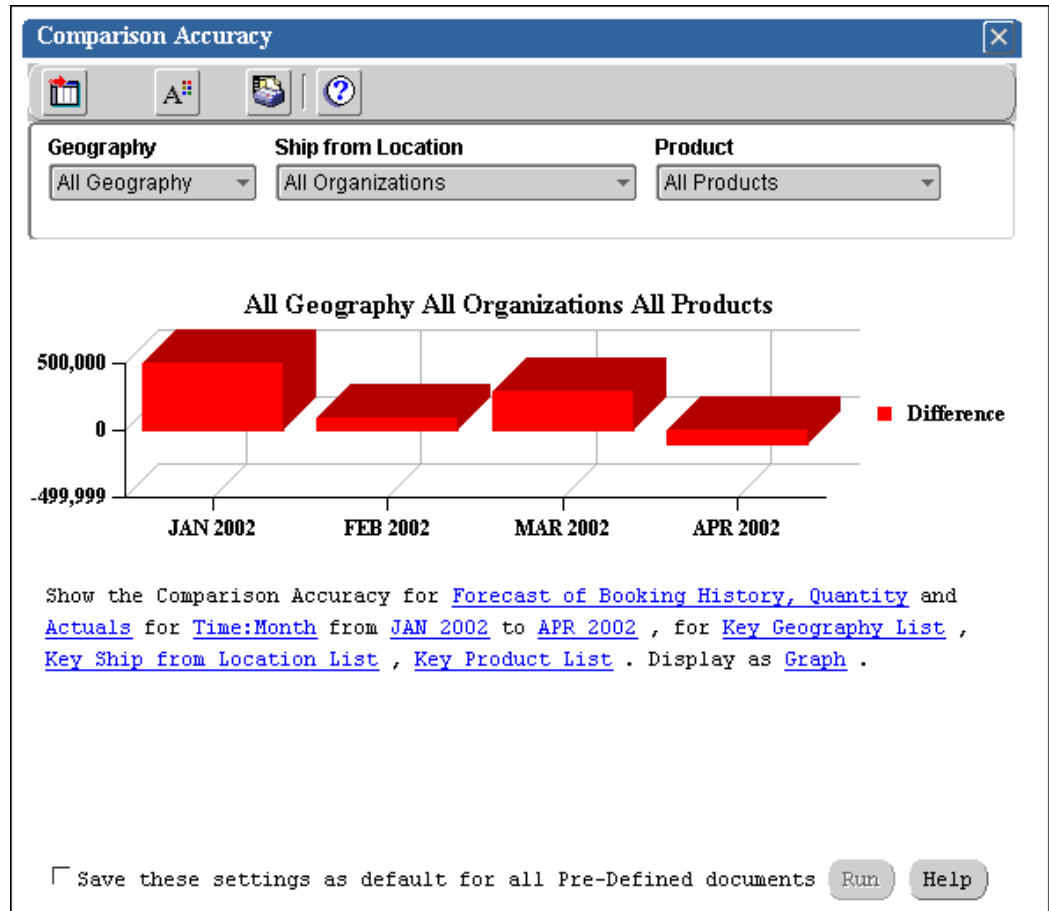 Comparison Accuracy
A
?
Geography Ship from Location Product
All Geography All Organizations All Products
All Geography All Organizations All Products
500,000
0
-499,999
Difference
JAN 2002 FEB 2002 MAR 2002 APR 2002
Show the Comparison Accuracy for Forecast of Booking History, Quantity and
Actuals for Time:Month from JAN 2002 to APR 2002 , for Key Geography List ,
Key Ship from Location List , Key Product List . Display as Graph .
Save these settings as default for all Pre-Defined documents Run Help